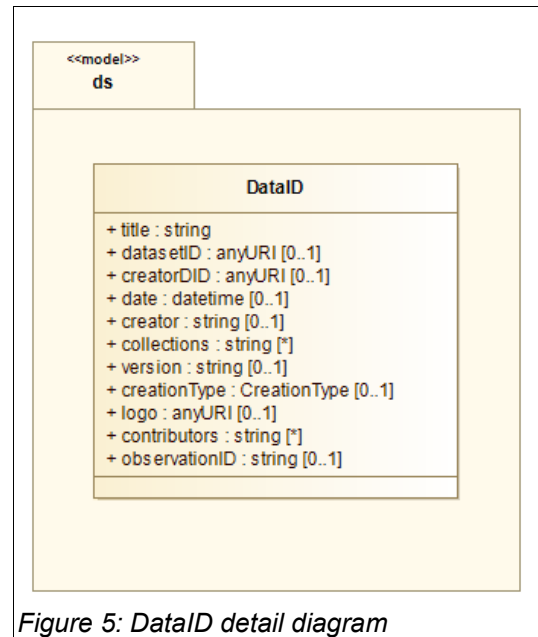 <<model>>
ds
DataID
+ title : string
+ datasetID : anyURI [0..1]
+ creatorDID : anyURI [0..1]
+ date : datetime [0..1]
+ creator : string [0..1]
+ collections : string [*]
+ version : string [0..1]
+ creationType : CreationType [0..1]
+ logo : anyURI [0..1]
+ contributors : string [*]
+ observationID : string [0..1]
Figure 5: DataID detail diagram